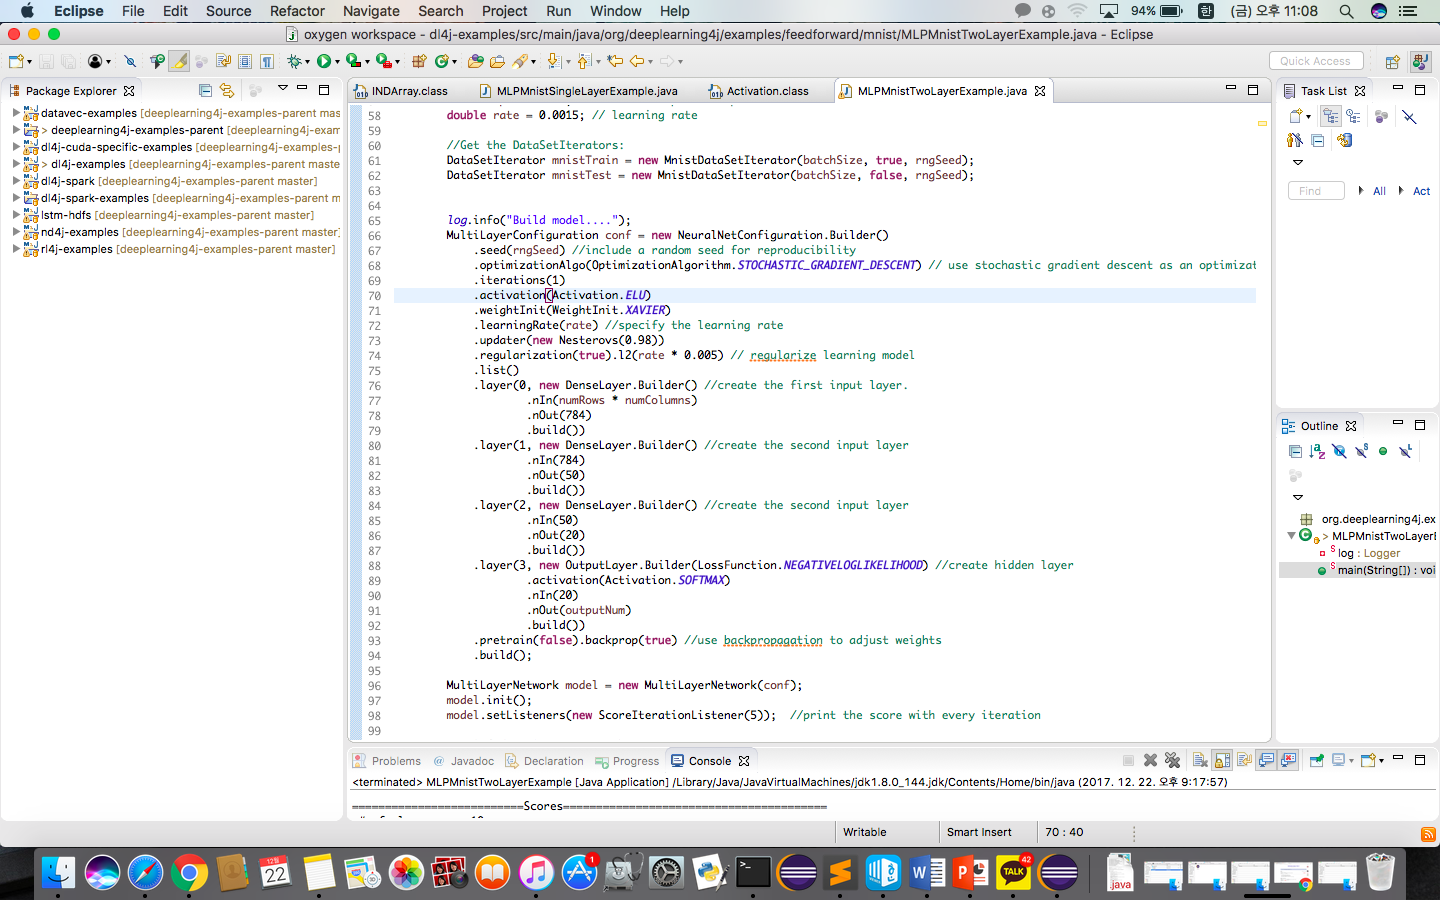 Eclipse File Edit Source Refactor Navigate Search Project Run Window Help 94% 한 (금) 오후 11:08
oxygen workspace - dl4j-examples/src/main/java/org/deeplearning4j/examples/feedforward/mnist/MLPMnistTwoLayerExample.java - Eclipse
Quick Access
Package Explorer
datavec-examples [deeplearning4j-examples-parent mas
> deeplearning4j-examples-parent [deeplearning4j-exam
dl4j-cuda-specific-examples [deeplearning4j-examples-p
> dl4j-examples [deeplearning4j-examples-parent master]
dl4j-spark [deeplearning4j-examples-parent master]
dl4j-spark-examples [deeplearning4j-examples-parent m
lstm-hdfs [deeplearning4j-examples-parent master]
nd4j-examples [deeplearning4j-examples-parent master]
rl4j-examples [deeplearning4j-examples-parent master]
INDArray.class MLPMnistSingleLayerExample.java Activation.class MLPMnistTwoLayerExample.java
58 double rate = 0.0015; // learning rate
59
60 //Get the DataSetIterators:
61 DataSetIterator mnistTrain = new MnistDataSetIterator(batchSize, true, rngSeed);
62 DataSetIterator mnistTest = new MnistDataSetIterator(batchSize, false, rngSeed);
63
64
65 log.info("Build model....");
66 MultiLayerConfiguration conf = new NeuralNetConfiguration.Builder()
67 .seed(rngSeed) //include a random seed for reproducibility
68 .optimizationAlgo(OptimizationAlgorithm.STOCHASTIC_GRADIENT_DESCENT) // use stochastic gradient descent as an optimizat
69 .iterations(1)
70 .activation(Activation.ELU)
71 .weightInit(WeightInit.XAVIER)
72 .learningRate(rate) //specify the learning rate
73 .updater(new Nesterovs(0.98))
74 .regularization(true).l2(rate * 0.005) // regularize learning model
75 .list()
76 .layer(0, new DenseLayer.Builder() //create the first input layer.
77 .nIn(numRows * numColumns)
78 .nOut(784)
79 .build())
80 .layer(1, new DenseLayer.Builder() //create the second input layer
81 .nIn(784)
82 .nOut(50)
83 .build())
84 .layer(2, new DenseLayer.Builder() //create the second input layer
85 .nIn(50)
86 .nOut(20)
87 .build())
88 .layer(3, new OutputLayer.Builder(LossFunction.NEGATIVELOGLIKELIHOOD) //create hidden layer
89 .activation(Activation.SOFTMAX)
90 .nIn(20)
91 .nOut(outputNum)
92 .build())
93 .pretrain(false).backprop(true) //use backpropagation to adjust weights
94 .build();
95
96 MultiLayerNetwork model = new MultiLayerNetwork(conf);
97 model.init();
98 model.setListeners(new ScoreIterationListener(5)); //print the score with every iteration
99
Task List
Find All Act
Outline
org.deeplearning4j.ex
> MLPMnistTwoLayerE
log : Logger
main(String[]) : voi
Problems Javadoc Declaration Progress Console
<terminated> MLPMnistTwoLayerExample [Java Application] /Library/Java/JavaVirtualMachines/jdk1.8.0_144.jdk/Contents/Home/bin/java (2017. 12. 22. 오후 9:17:57)
==========================Scores========================================
Writable Smart Insert 70 : 40
12월
22
1
TALK
42
.java